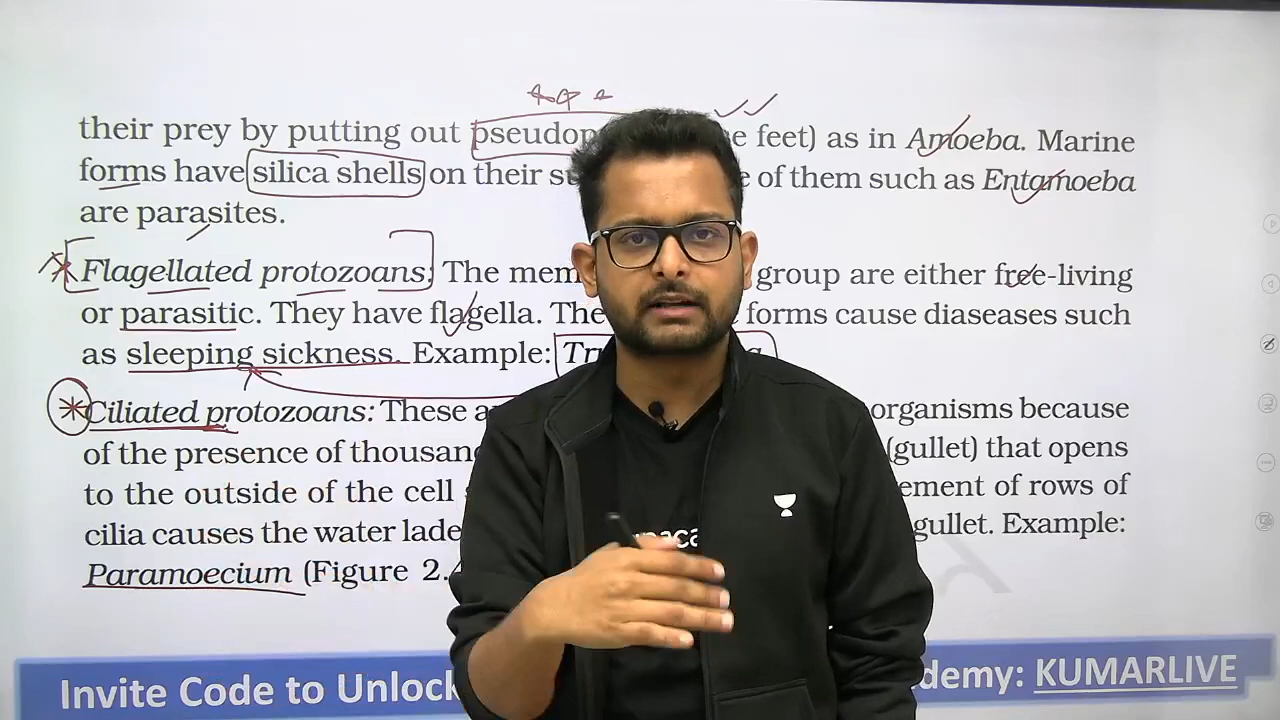 their prey by putting out pseudop e feet) as in Amoeba. Marine
forms have silica shells on their su e of them such as Entamoeba
are parasites.
* Flagellated protozoans: The mem group are either free-living
or parasitic. They have flagella. The forms cause diaseases such
as sleeping sickness. Example: Tr a
* Ciliated protozoans: These a organisms because
of the presence of thousan (gullet) that opens
to the outside of the cell s ement of rows of
cilia causes the water lade gullet. Example:
Paramoecium (Figure 2.4
unaca
Invite Code to Unlock demy: KUMARLIVE